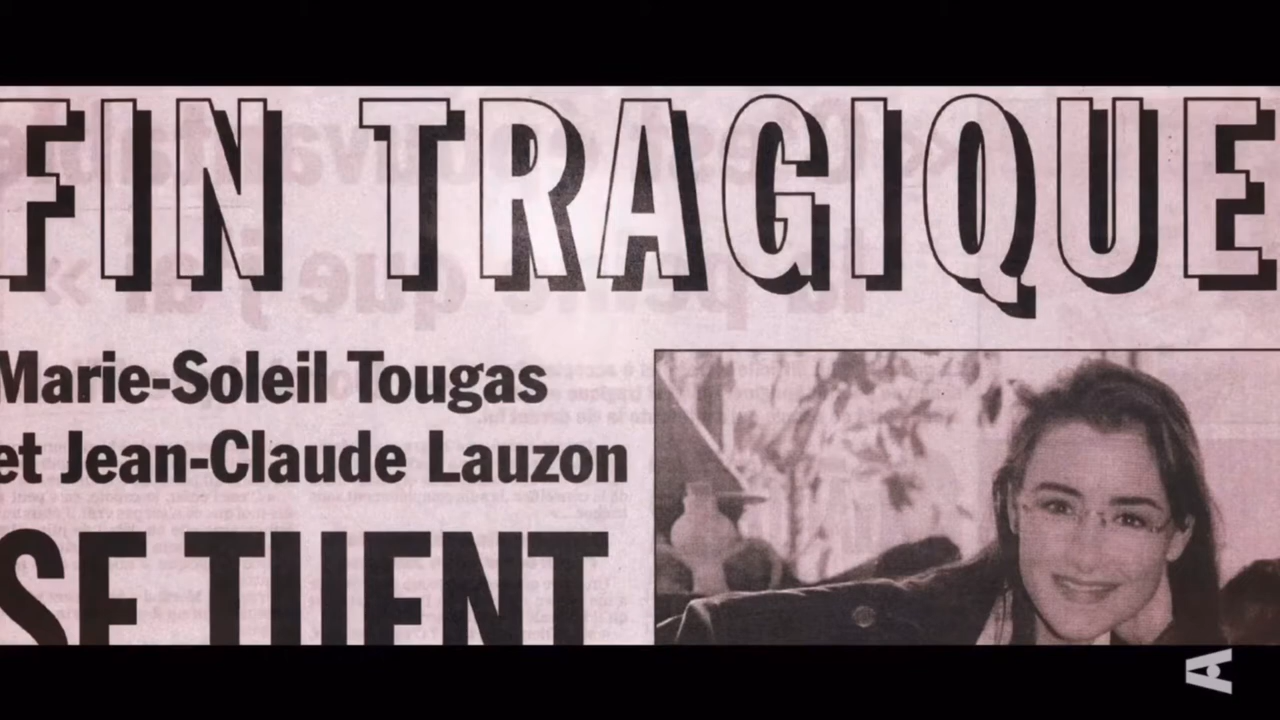 FIN TRAGIQUE
Marie-Soleil Tougas
et Jean-Claude Lauzon
SE TUENT